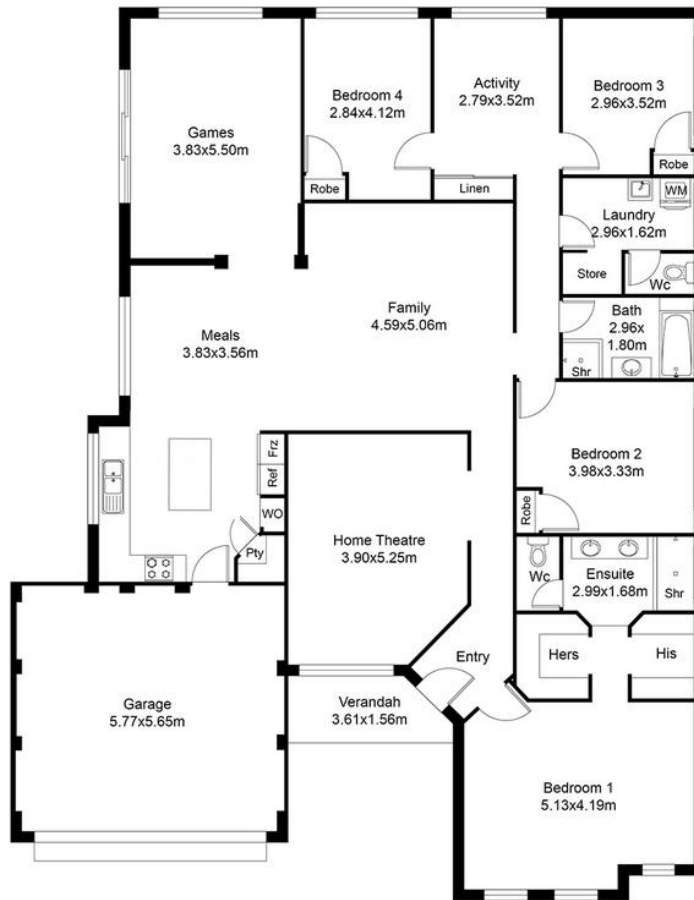 Games
3.83x5.50m
Bedroom 4
2.84x4.12m
Robe
Activity
2.79x3.52m
Linen
Bedroom 3
2.96x3.52m
Robe
WM
Laundry
2.96x1.62m
Store
Wc
Bath
2.96x
1.80m
Shr
Family
4.59x5.06m
Meals
3.83x3.56m
Frz
Ref
WO
Pty
Home Theatre
3.90x5.25m
Bedroom 2
3.98x3.33m
Robe
Wc
Ensuite
2.99x1.68m
Shr
Hers
His
Entry
Verandah
3.61x1.56m
Garage
5.77x5.65m
Bedroom 1
5.13x4.19m